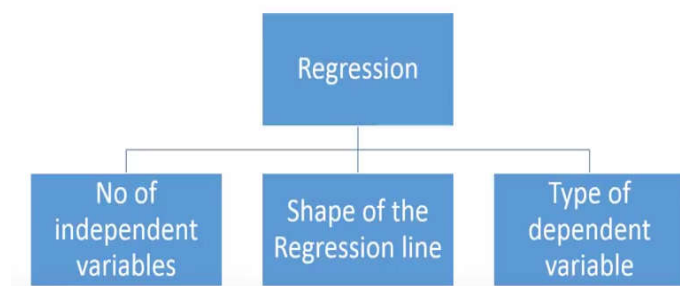 Regression
No of
independent
variables
Shape of the
Regression line
Type of
dependent
variable